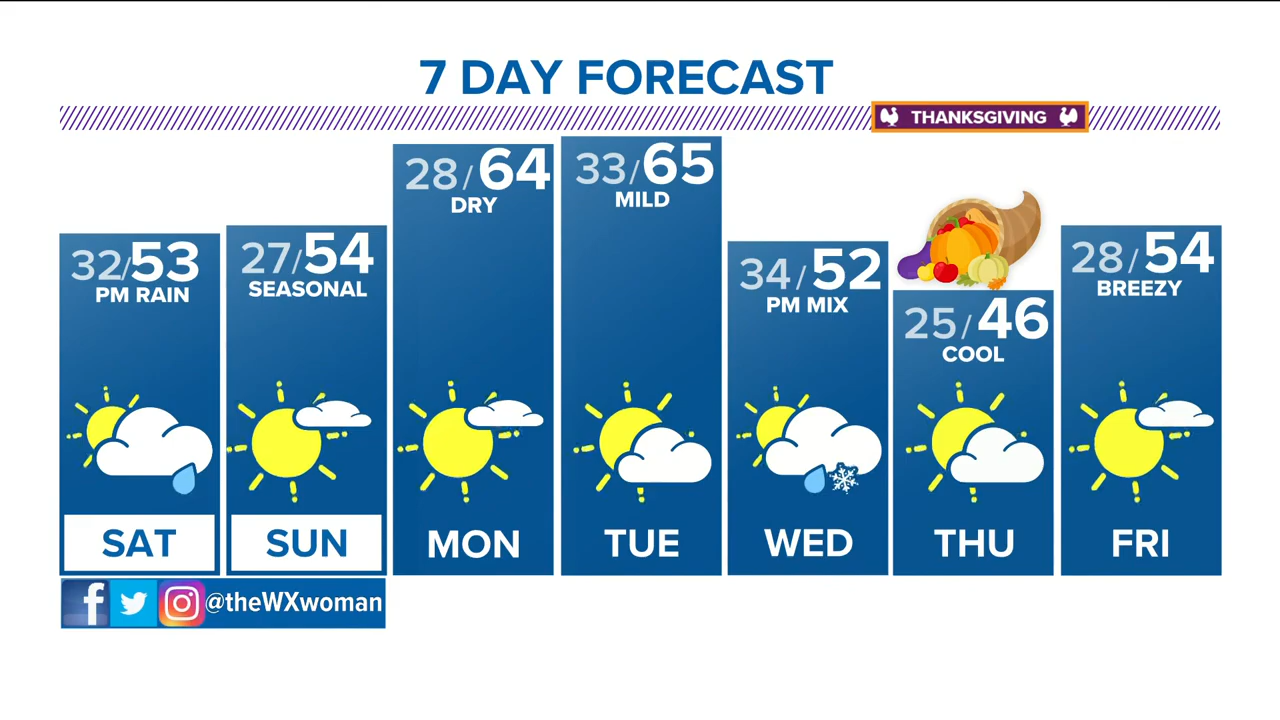 7 DAY FORECAST
THANKSGIVING
32/53
PM RAIN
SAT
27/54
SEASONAL
SUN
28/64
DRY
MON
33/65
MILD
TUE
34/52
PM MIX
WED
25/46
COOL
THU
28/54
BREEZY
FRI
@theWXwoman